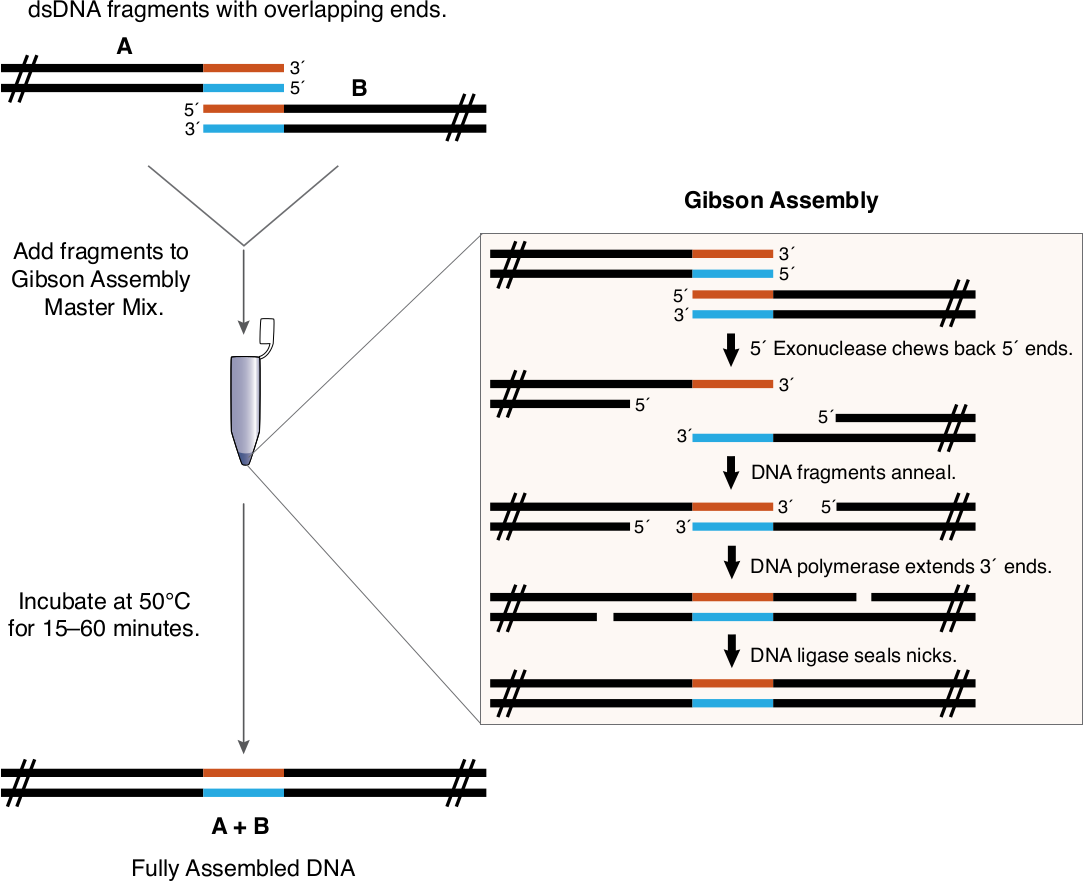 dsDNA fragments with overlapping ends.
A
3´
5´
B
5´
3´
Add fragments to
Gibson Assembly
Master Mix.
Incubate at 50°C
for 15–60 minutes.
A + B
Fully Assembled DNA
Gibson Assembly
3´
5´
5´
3´
5´ Exonuclease chews back 5´ ends.
3´
5´
5´
3´
DNA fragments anneal.
3´ 5´
5´ 3´
DNA polymerase extends 3´ ends.
DNA ligase seals nicks.